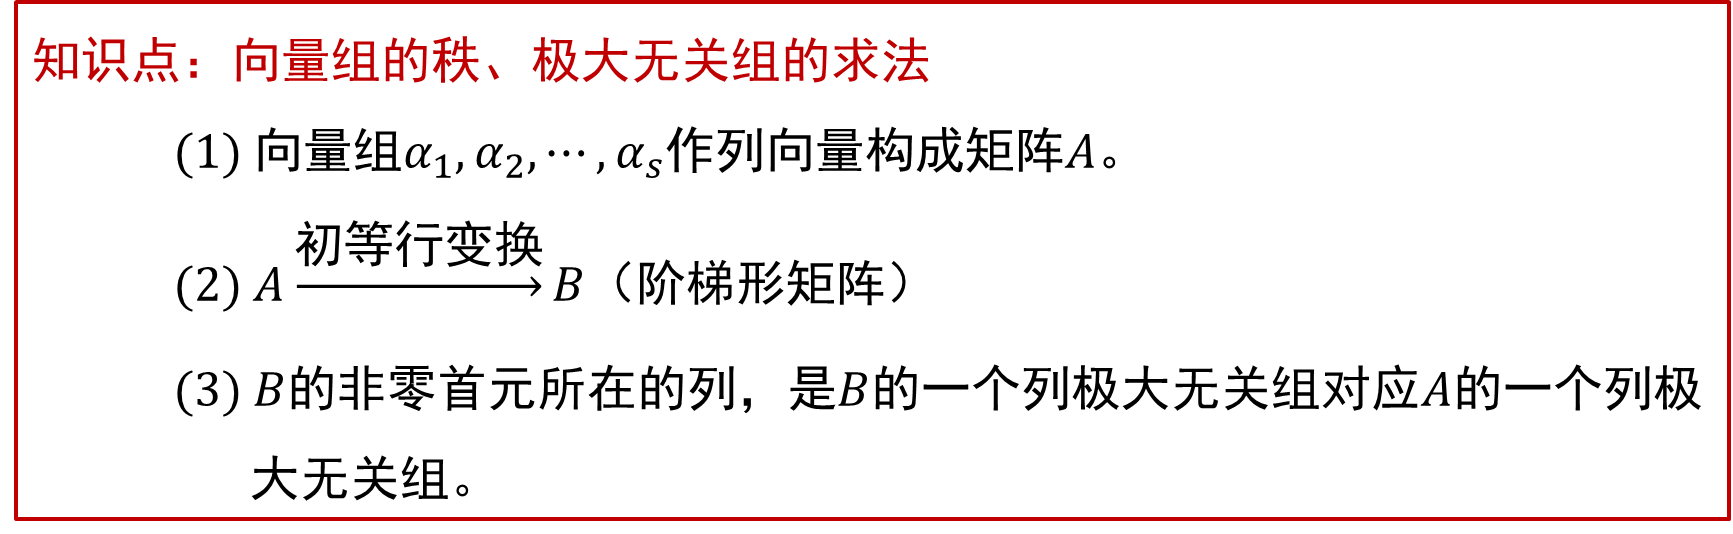 知识点：向量组的秩、极大无关组的求法
(1) 向量组α₁, α₂, ⋯, αₛ作列向量构成矩阵A。
初等行变换
(2) A ⟶ B（阶梯形矩阵）
(3) B的非零首元所在的列，是B的一个列极大无关组对应A的一个列极
大无关组。